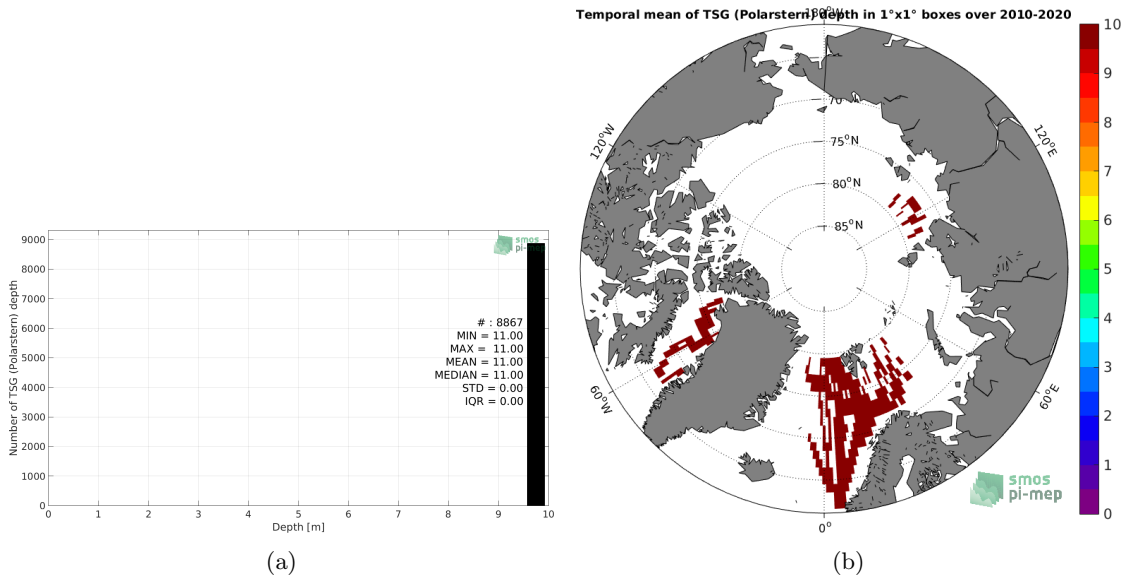 Temporal mean of TSG (Polarstern) depth in 1°x1° boxes over 2010-2020
9000
8000
7000
6000
5000
4000
3000
2000
1000
0
Number of TSG (Polarstern) depth
smos
pi-mep
# : 8867
MIN = 11.00
MAX = 11.00
MEAN = 11.00
MEDIAN = 11.00
STD = 0.00
IQR = 0.00
0 1 2 3 4 5 6 7 8 9 10
Depth [m]
(a)
180°W
120°W
120°E
70
75°N
80°N
85°N
60°W
60°E
0°
smos
pi-mep
10
9
8
7
6
5
4
3
2
1
0
(b)